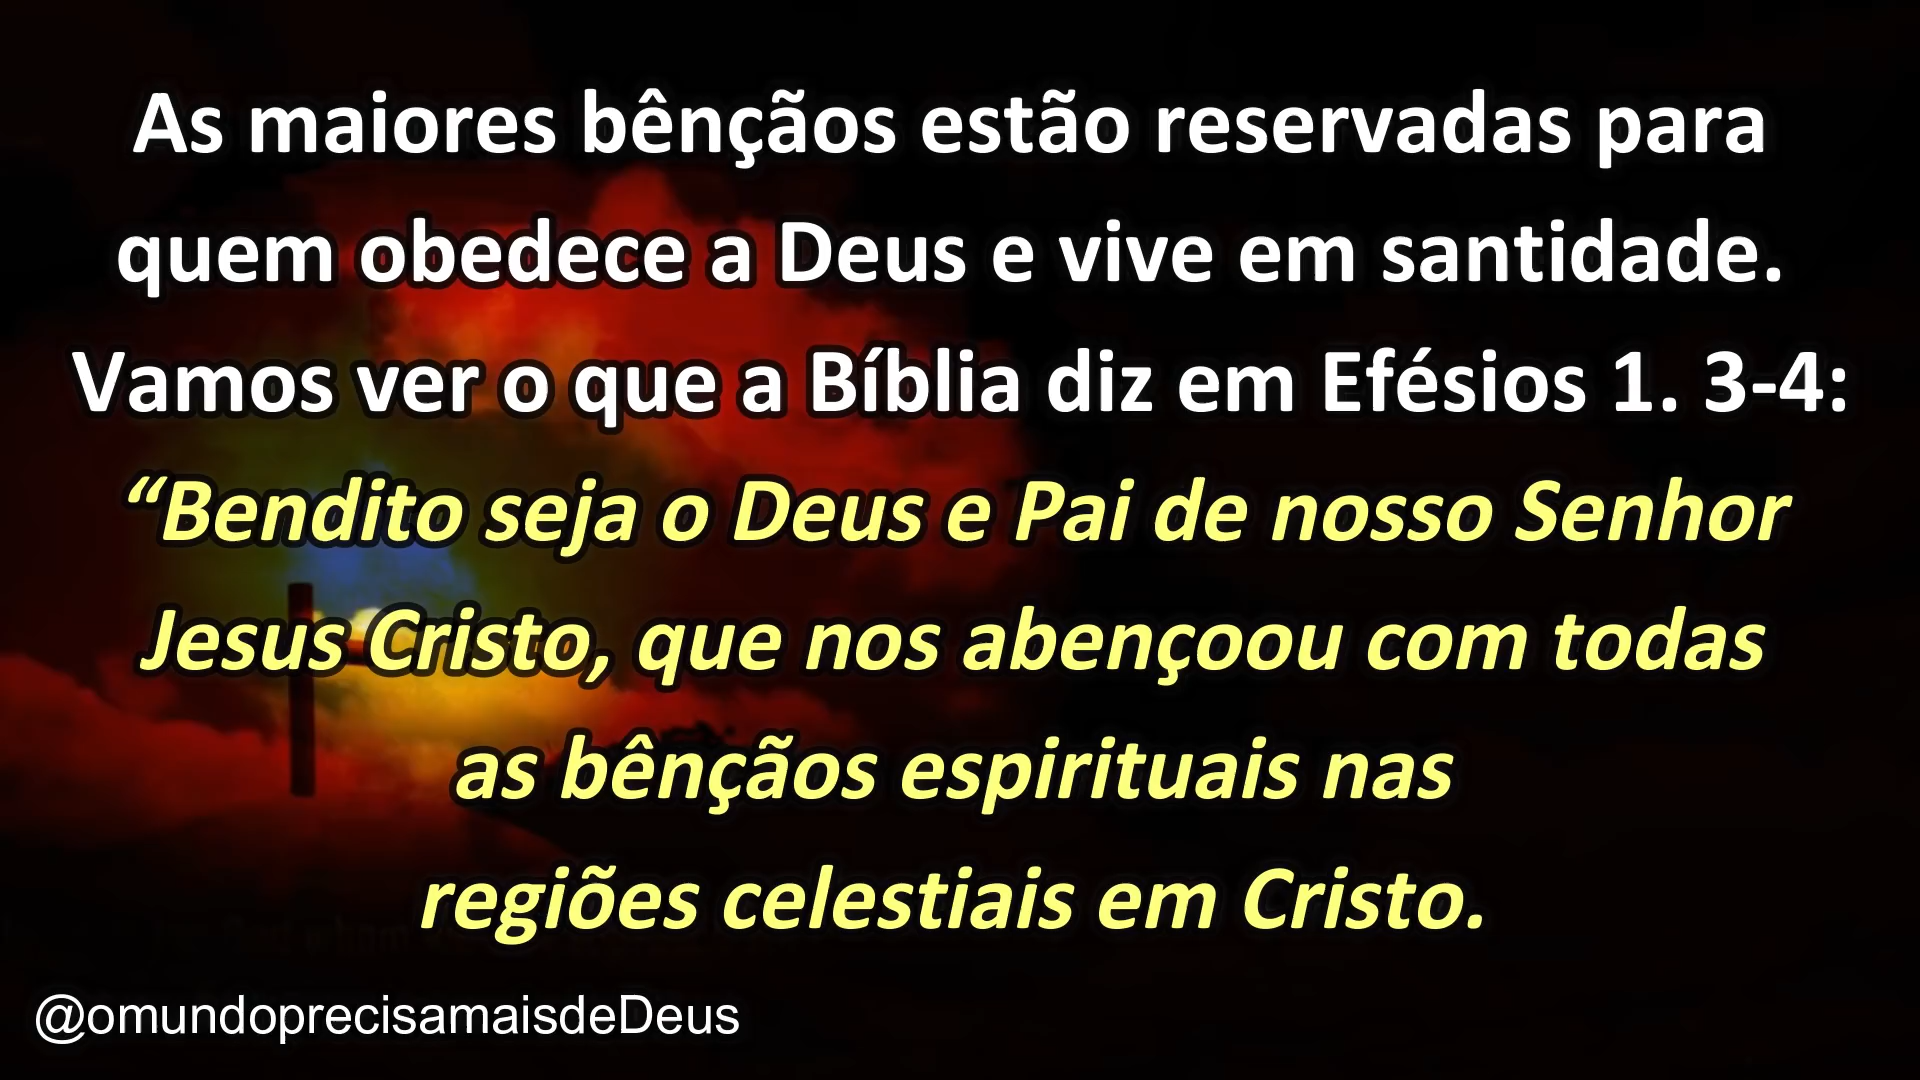 As maiores bênçãos estão reservadas para
quem obedece a Deus e vive em santidade.
Vamos ver o que a Bíblia diz em Efésios 1. 3-4:
“Bendito seja o Deus e Pai de nosso Senhor
Jesus Cristo, que nos abençoou com todas
as bênçãos espirituais nas
regiões celestiais em Cristo.
@omundoprecisamaisdeDeus